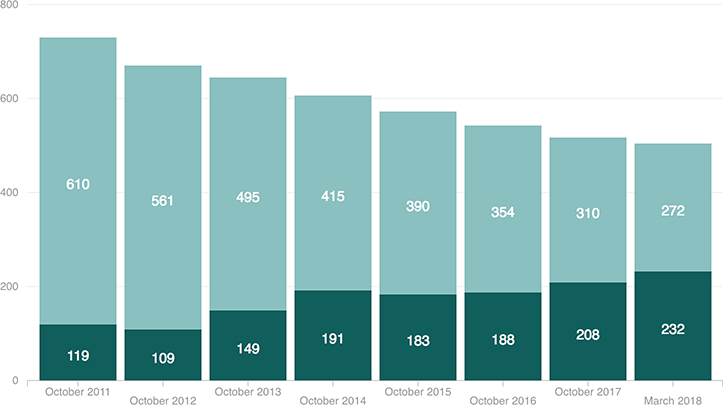 800
600
400
200
0
610
561
495
415
390
354
310
272
119
109
149
191
183
188
208
232
October 2011
October 2012
October 2013
October 2014
October 2015
October 2016
October 2017
March 2018